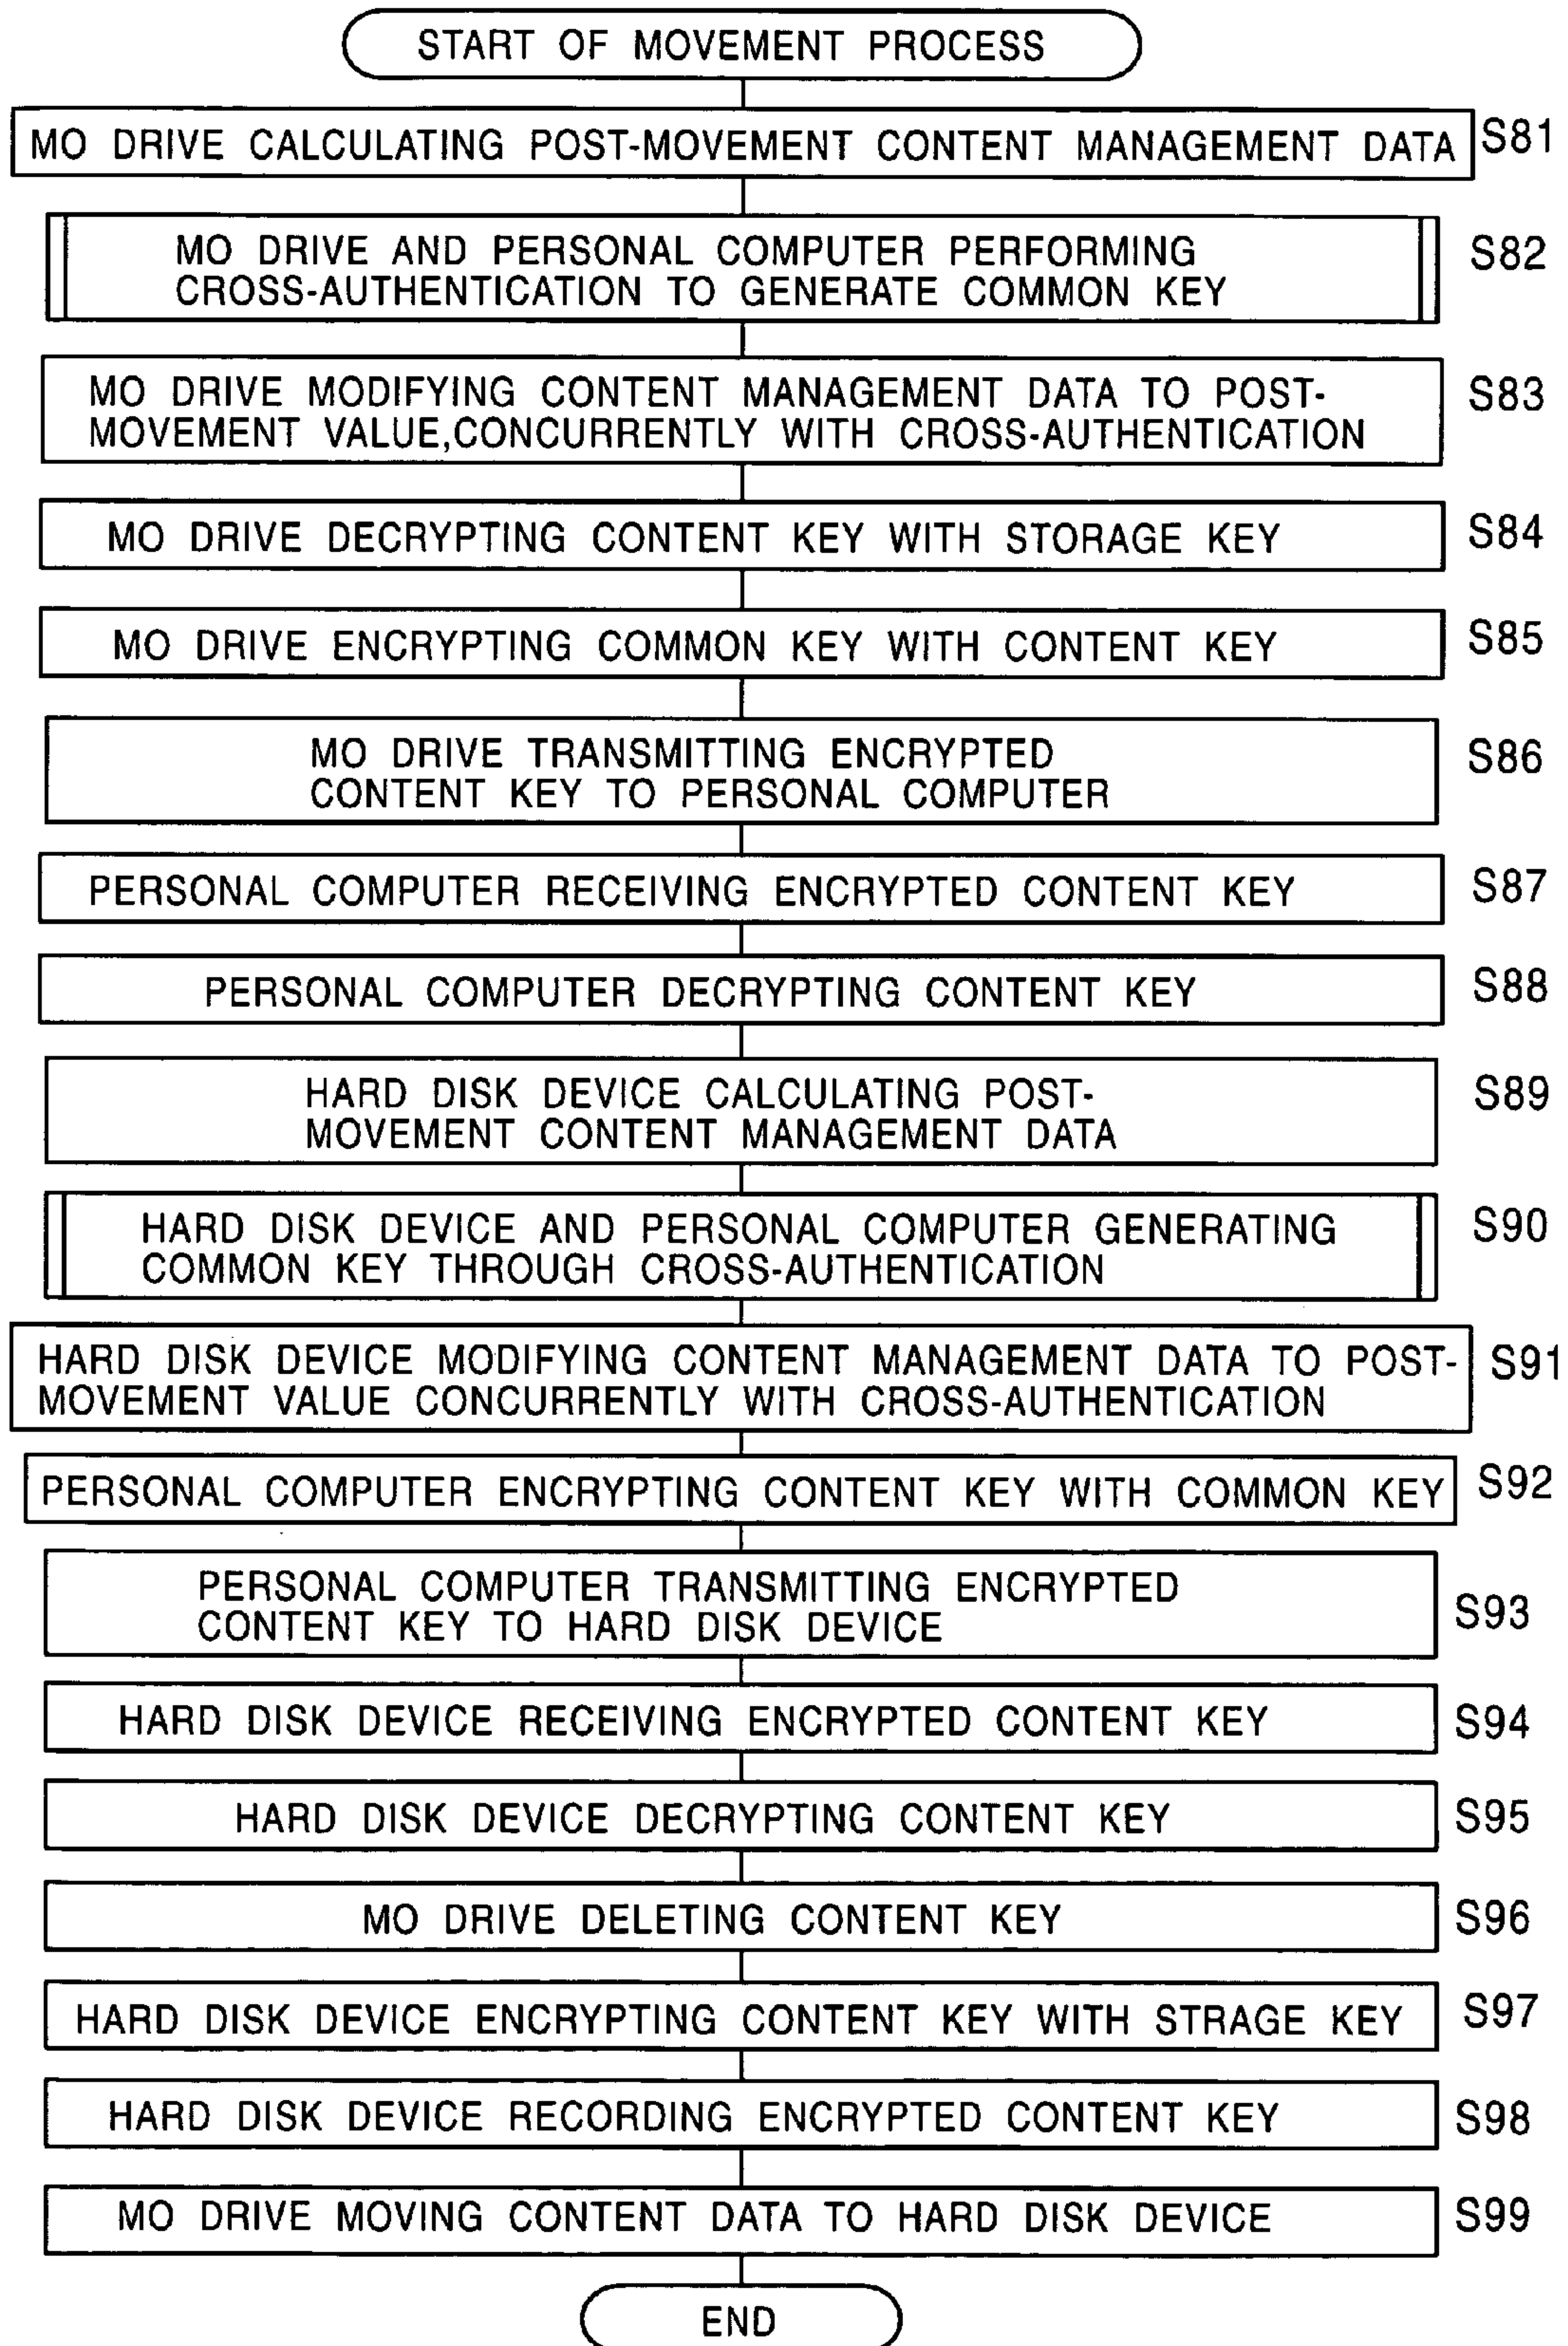 START OF MOVEMENT PROCESS
MO DRIVE CALCULATING POST-MOVEMENT CONTENT MANAGEMENT DATA S81
MO DRIVE AND PERSONAL COMPUTER PERFORMING
CROSS-AUTHENTICATION TO GENERATE COMMON KEY
S82
MO DRIVE MODIFYING CONTENT MANAGEMENT DATA TO POST-
MOVEMENT VALUE,CONCURRENTLY WITH CROSS-AUTHENTICATION
S83
MO DRIVE DECRYPTING CONTENT KEY WITH STORAGE KEY S84
MO DRIVE ENCRYPTING COMMON KEY WITH CONTENT KEY S85
MO DRIVE TRANSMITTING ENCRYPTED
CONTENT KEY TO PERSONAL COMPUTER
S86
PERSONAL COMPUTER RECEIVING ENCRYPTED CONTENT KEY S87
PERSONAL COMPUTER DECRYPTING CONTENT KEY S88
HARD DISK DEVICE CALCULATING POST-
MOVEMENT CONTENT MANAGEMENT DATA
S89
HARD DISK DEVICE AND PERSONAL COMPUTER GENERATING
COMMON KEY THROUGH CROSS-AUTHENTICATION
S90
HARD DISK DEVICE MODIFYING CONTENT MANAGEMENT DATA TO POST-
MOVEMENT VALUE CONCURRENTLY WITH CROSS-AUTHENTICATION
S91
PERSONAL COMPUTER ENCRYPTING CONTENT KEY WITH COMMON KEY S92
PERSONAL COMPUTER TRANSMITTING ENCRYPTED
CONTENT KEY TO HARD DISK DEVICE
S93
HARD DISK DEVICE RECEIVING ENCRYPTED CONTENT KEY S94
HARD DISK DEVICE DECRYPTING CONTENT KEY S95
MO DRIVE DELETING CONTENT KEY S96
HARD DISK DEVICE ENCRYPTING CONTENT KEY WITH STRAGE KEY S97
HARD DISK DEVICE RECORDING ENCRYPTED CONTENT KEY S98
MO DRIVE MOVING CONTENT DATA TO HARD DISK DEVICE S99
END